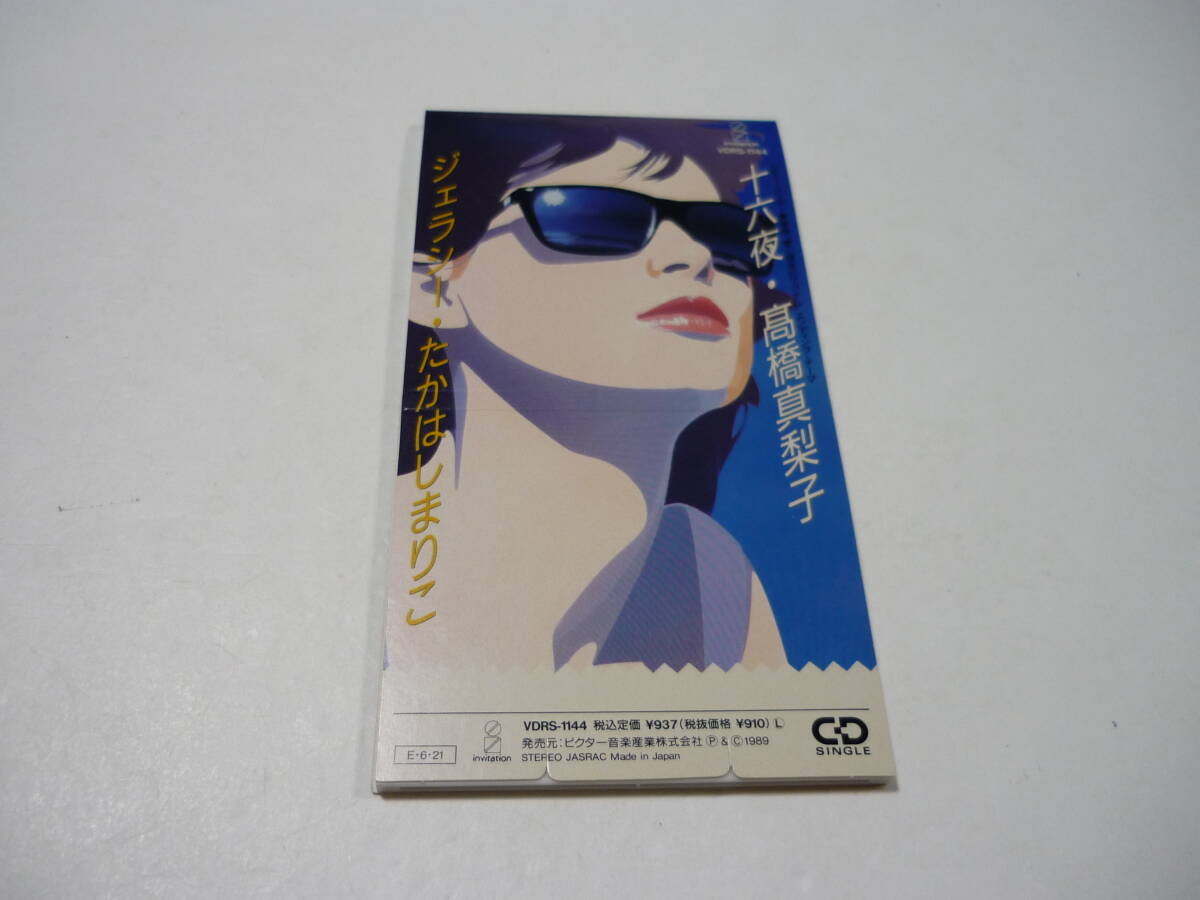 invitation
VDRS-1144
十六夜・髙橋真梨子
ジェラシー・たかはしまりこ
E・6・21
invitation
VDRS-1144 税込定価 ¥937(税抜価格 ¥910) Ⓛ
発売元:ビクター音楽産業株式会社 Ⓟ & Ⓒ 1989
STEREO JASRAC Made in Japan
CD
SINGLE